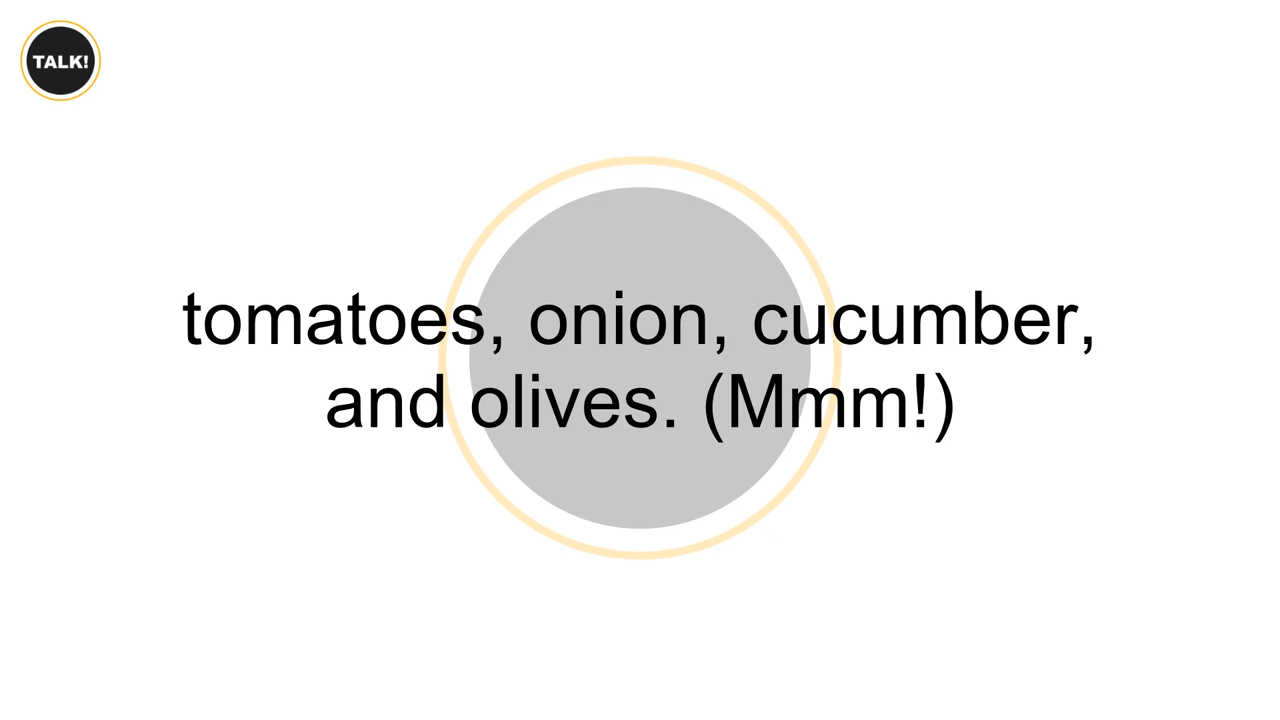 TALK!
tomatoes, onion, cucumber,
and olives. (Mmm!)